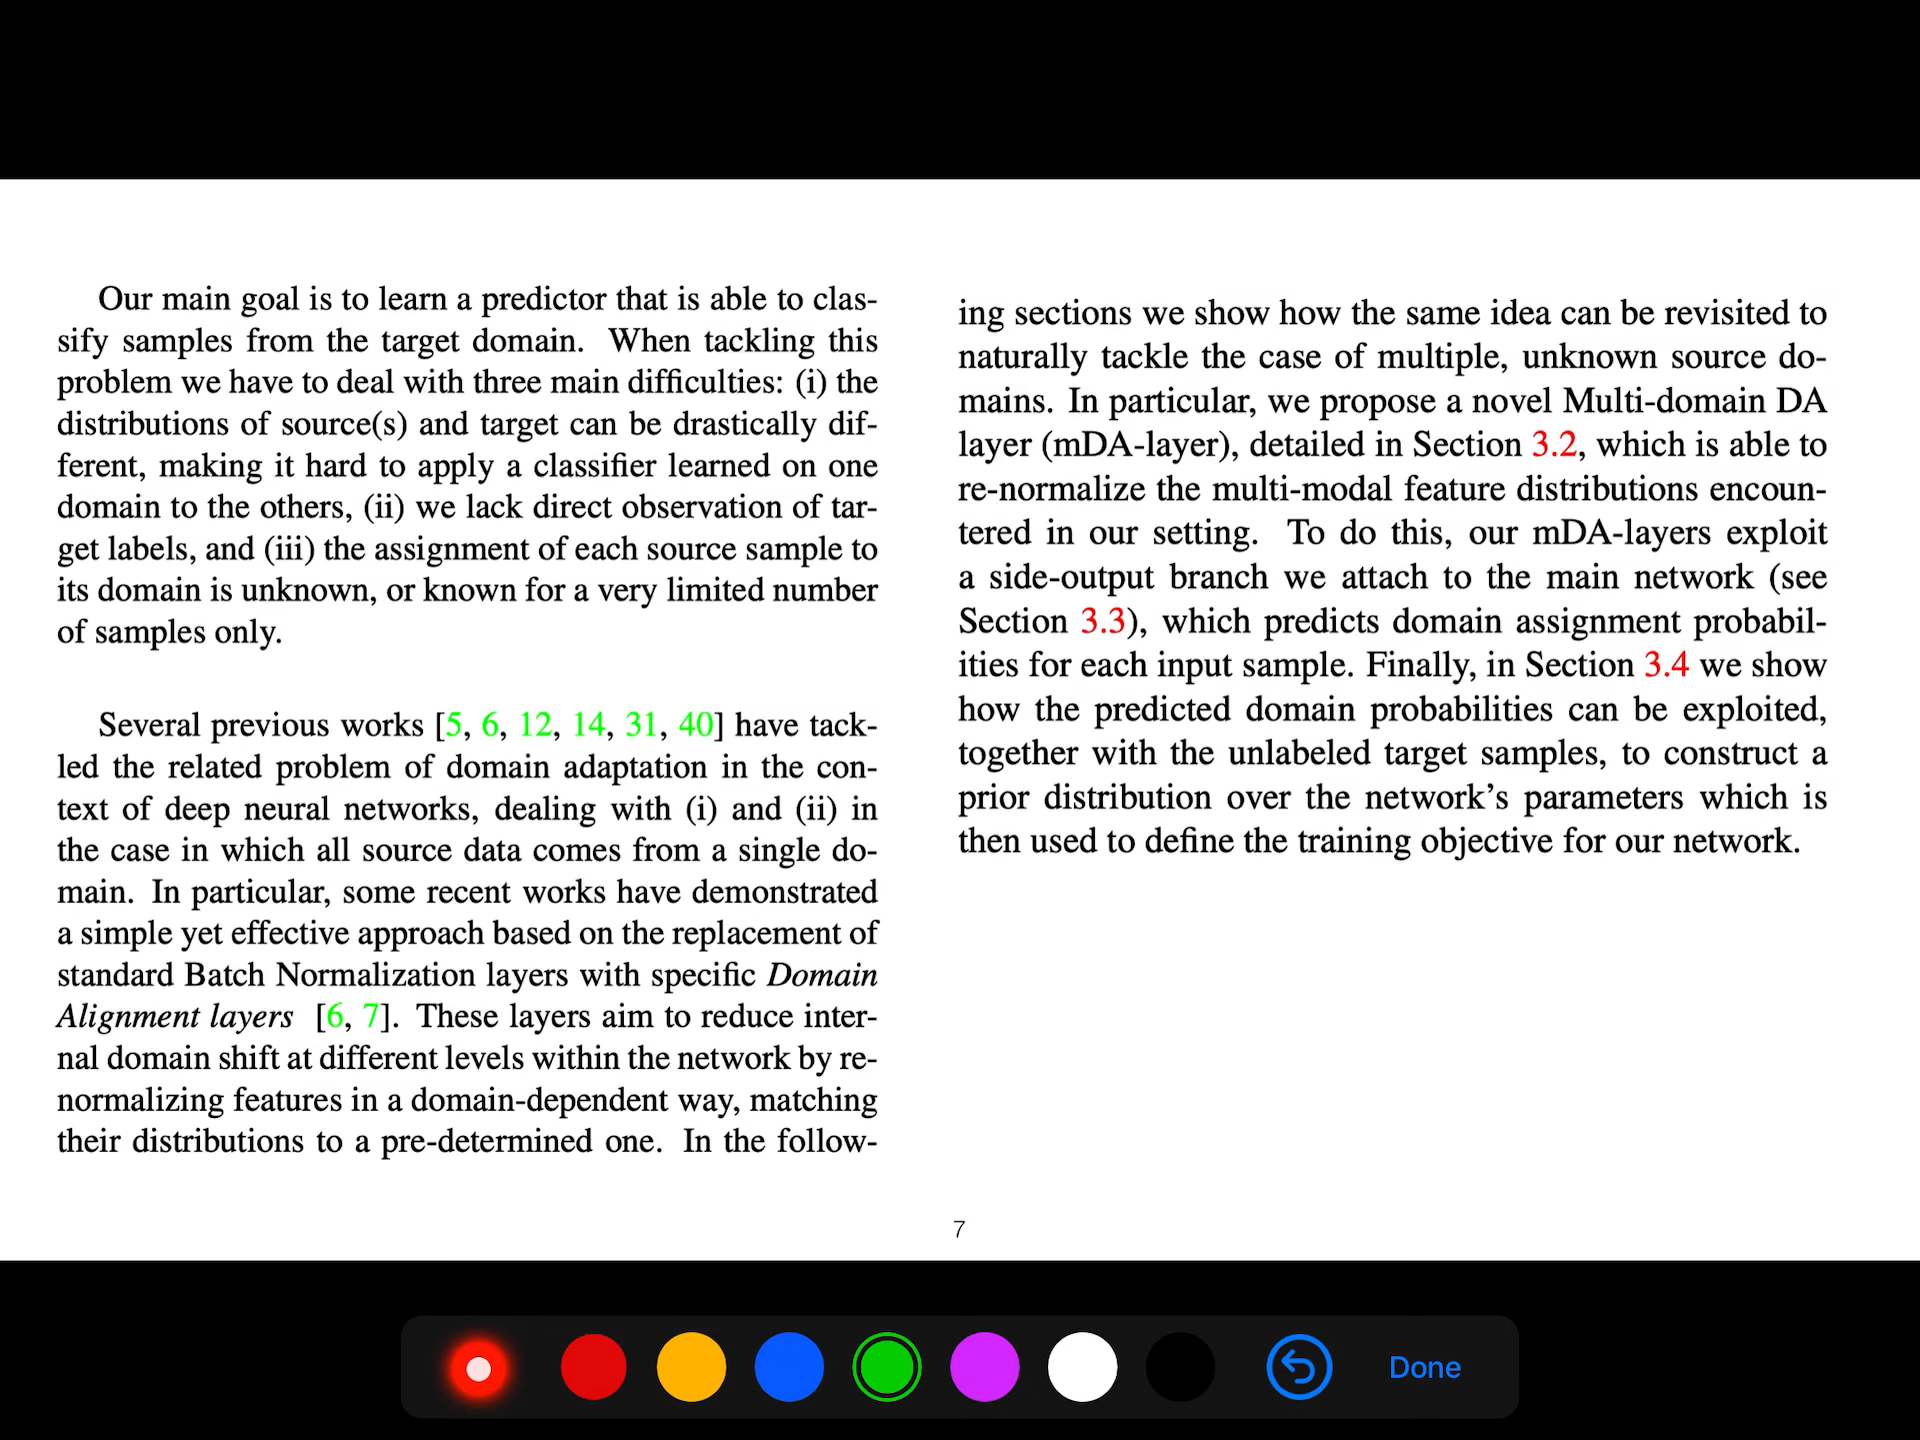 Our main goal is to learn a predictor that is able to clas-
sify samples from the target domain. When tackling this
problem we have to deal with three main difficulties: (i) the
distributions of source(s) and target can be drastically dif-
ferent, making it hard to apply a classifier learned on one
domain to the others, (ii) we lack direct observation of tar-
get labels, and (iii) the assignment of each source sample to
its domain is unknown, or known for a very limited number
of samples only.
Several previous works [5, 6, 12, 14, 31, 40] have tack-
led the related problem of domain adaptation in the con-
text of deep neural networks, dealing with (i) and (ii) in
the case in which all source data comes from a single do-
main. In particular, some recent works have demonstrated
a simple yet effective approach based on the replacement of
standard Batch Normalization layers with specific Domain
Alignment layers [6, 7]. These layers aim to reduce inter-
nal domain shift at different levels within the network by re-
normalizing features in a domain-dependent way, matching
their distributions to a pre-determined one. In the follow-
ing sections we show how the same idea can be revisited to
naturally tackle the case of multiple, unknown source do-
mains. In particular, we propose a novel Multi-domain DA
layer (mDA-layer), detailed in Section 3.2, which is able to
re-normalize the multi-modal feature distributions encoun-
tered in our setting. To do this, our mDA-layers exploit
a side-output branch we attach to the main network (see
Section 3.3), which predicts domain assignment probabil-
ities for each input sample. Finally, in Section 3.4 we show
how the predicted domain probabilities can be exploited,
together with the unlabeled target samples, to construct a
prior distribution over the network's parameters which is
then used to define the training objective for our network.
7
Done